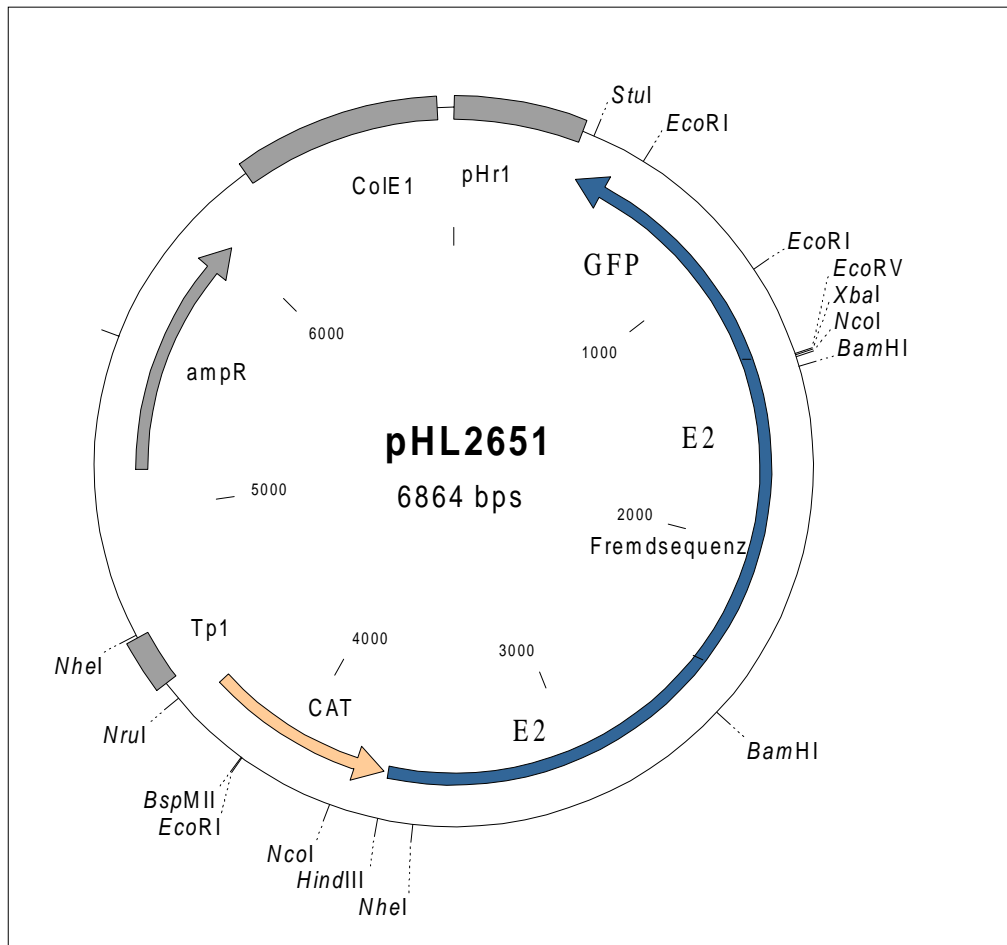 StuI
EcoRI
ColE1
pHr1
EcoRI
GFP
EcoRV
XbaI
NcoI
BamHI
6000
1000
ampR
pHL2651
E2
6864 bps
5000
2000
Fremdsequenz
Tp1
4000
3000
NheI
CAT
E2
NruI
BamHI
BspMII
EcoRI
NcoI
HindIII
NheI